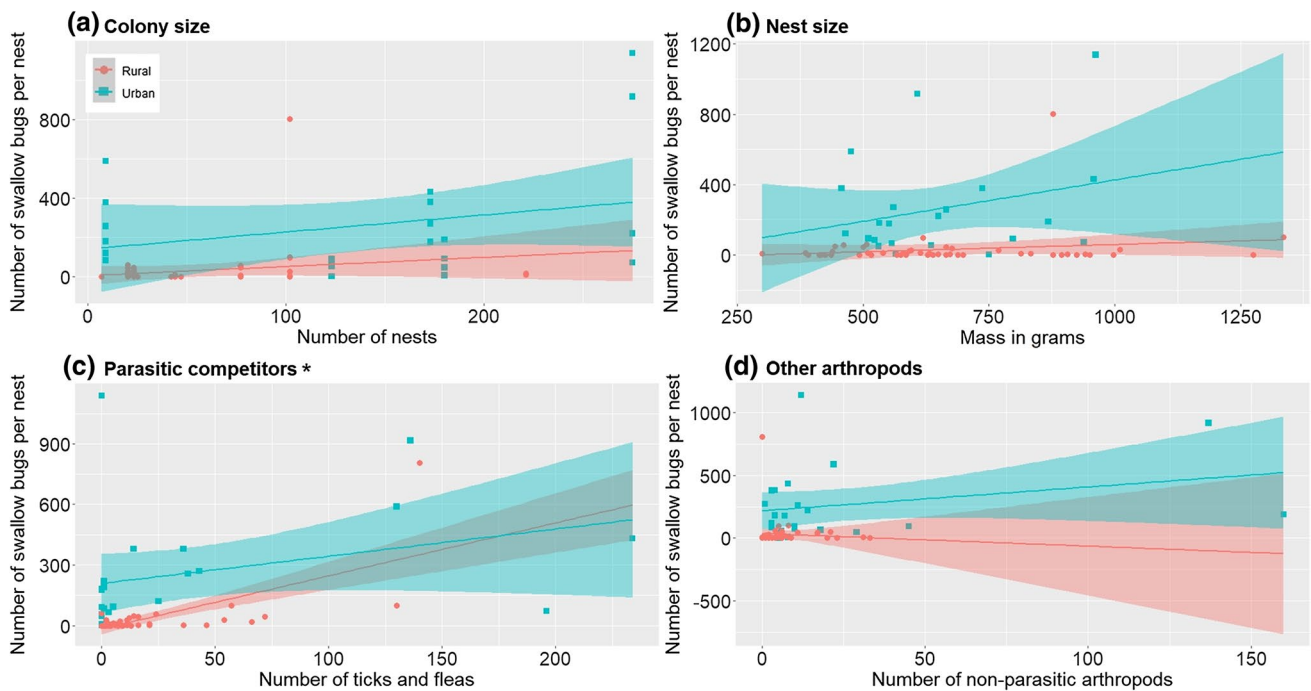 (a) Colony size
Number of swallow bugs per nest
800
400
0
Rural
Urban
0 100 200
Number of nests
(b) Nest size
Number of swallow bugs per nest
1200
800
400
0
250 500 750 1000 1250
Mass in grams
(c) Parasitic competitors *
Number of swallow bugs per nest
900
600
300
0
0 50 100 150 200
Number of ticks and fleas
(d) Other arthropods
Number of swallow bugs per nest
1000
500
0
-500
0 50 100 150
Number of non-parasitic arthropods